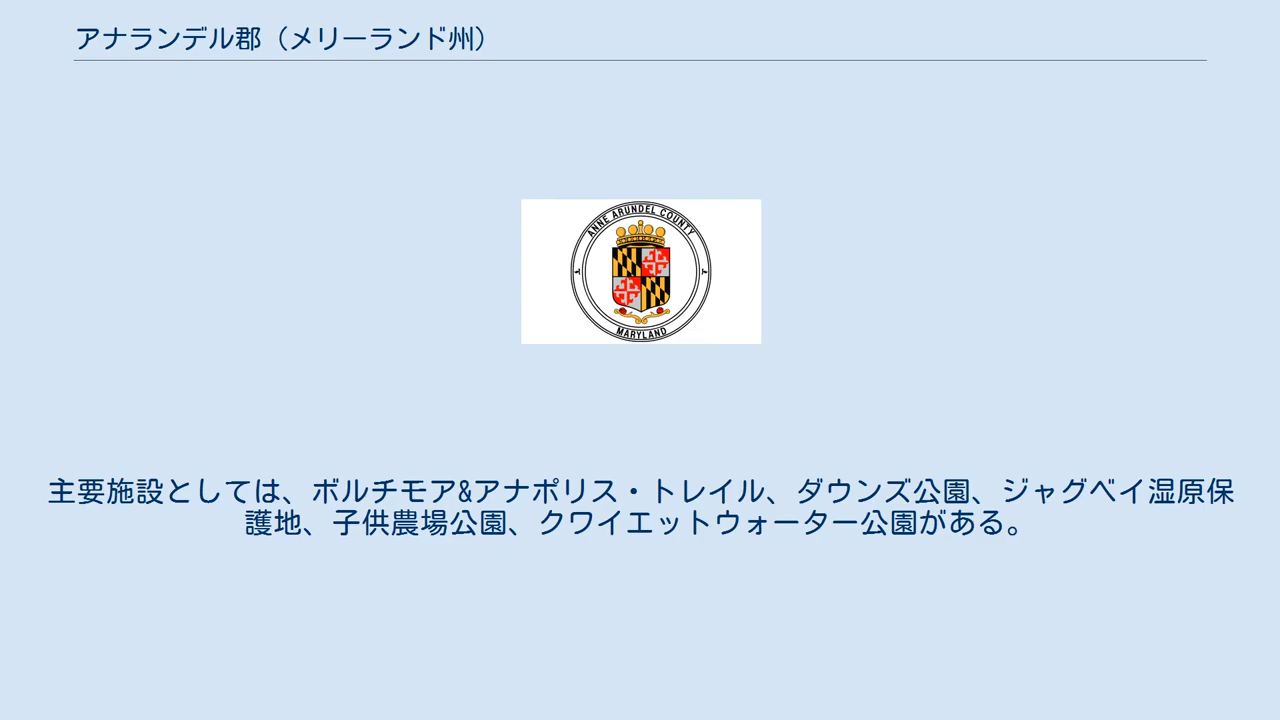 アナランデル郡（メリーランド州）
ANNE ARUNDEL COUNTY
MARYLAND
主要施設としては、ボルチモア&アナポリス・トレイル、ダウンズ公園、ジャグベイ湿原保
護地、子供農場公園、クワイエットウォーター公園がある。